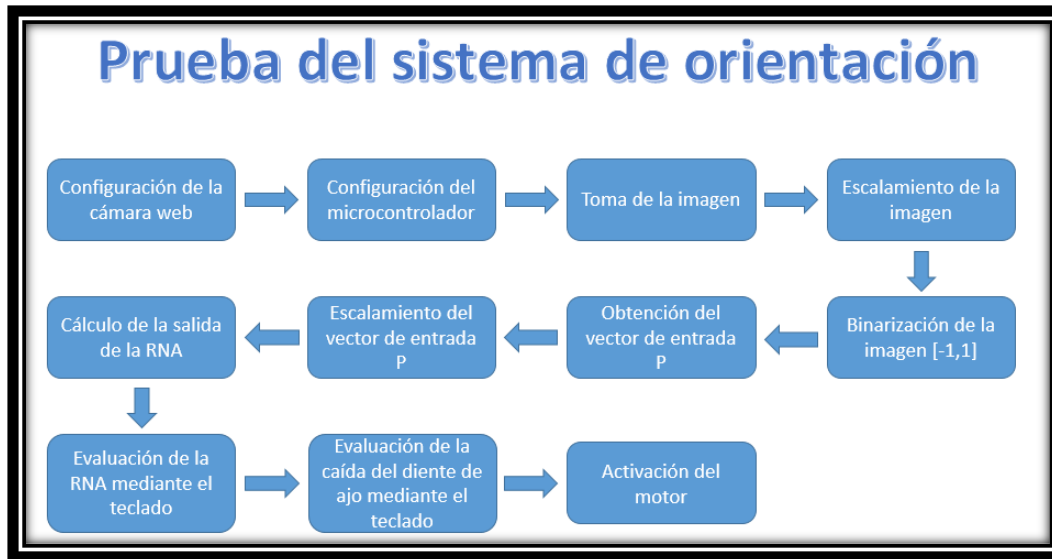 Prueba del sistema de orientación
Configuración de la
cámara web
Configuración del
microcontrolador
Toma de la imagen
Escalamiento de la
imagen
Binarización de la
imagen [-1,1]
Obtención del
vector de entrada
P
Escalamiento del
vector de entrada
P
Cálculo de la salida
de la RNA
Evaluación de la
RNA mediante el
teclado
Evaluación de la
caída del diente de
ajo mediante el
teclado
Activación del
motor